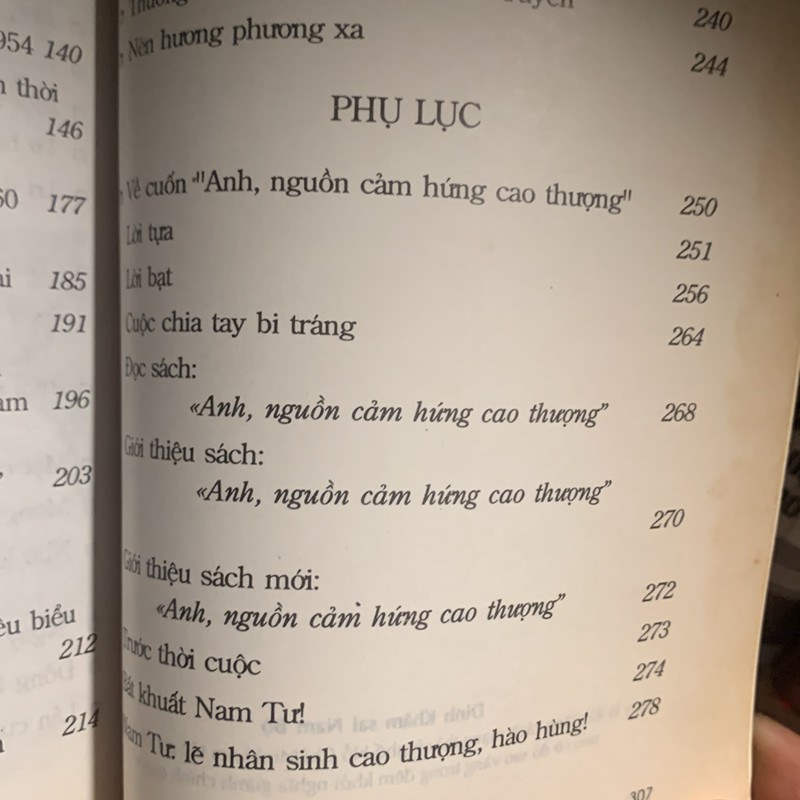 954 140
thời
146
177
185
191
196
203
biểu
212
214
240
Nén hương phương xa
244
PHỤ LỤC
Về cuốn "Anh, nguồn cảm hứng cao thượng"
250
Lời tựa
251
Lời bạt
256
Cuộc chia tay bi tráng
264
Đọc sách:
«Anh, nguồn cảm hứng cao thượng” 268
Giới thiệu sách:
«Anh, nguồn cảm hứng cao thượng”
270
Giới thiệu sách mới:
272
«Anh, nguồn cảm hứng cao thượng”
273
Trước thời cuộc
274
Bất khuất Nam Tư!
278
Nam Tư: lẽ nhân sinh cao thượng, hào hùng!
307